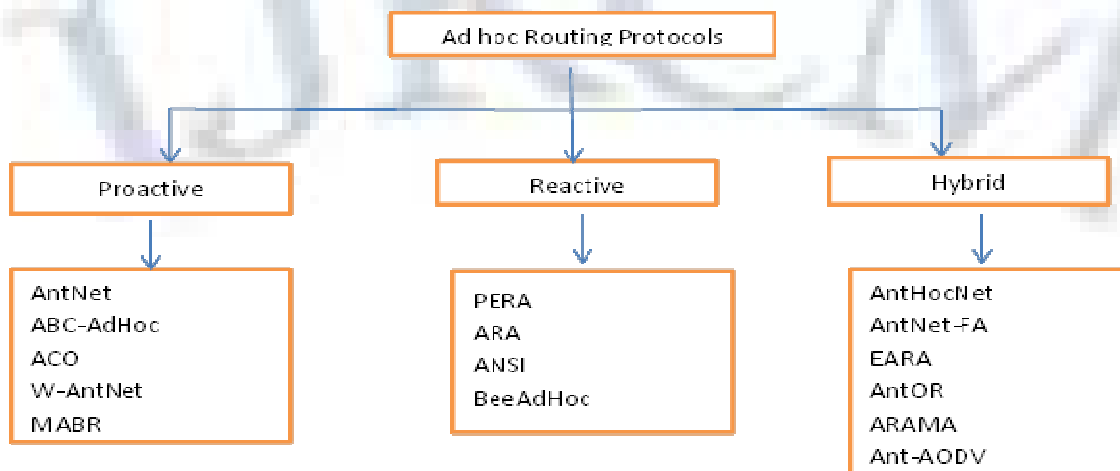 Ad hoc Routing Protocols
Proactive
Reactive
Hybrid
AntNet
ABC-AdHoc
ACO
W-AntNet
MABR
PERA
ARA
ANSI
BeeAdHoc
AntHocNet
AntNet-FA
EARA
AntOR
ARAMA
Ant-AODV